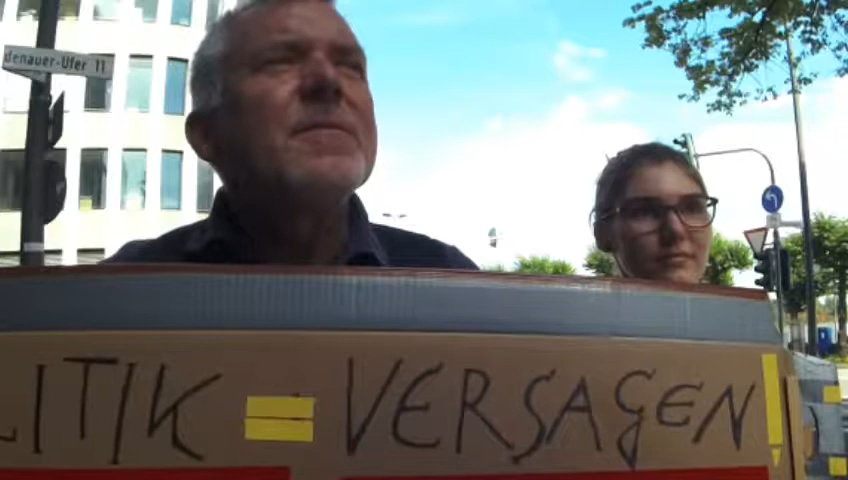 denauer-Ufer 11
LITIK = VERSAGEN